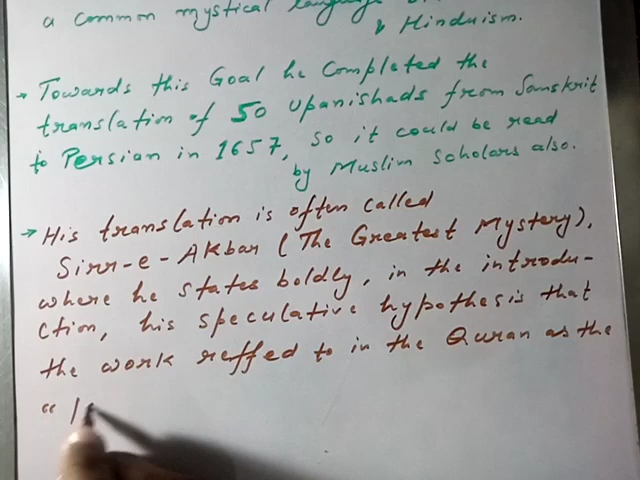 a common mystical language
& Hinduism.
→ Towards this Goal he Completed the
translation of 50 Upanishads from Sanskrit
to Persian in 1657, so it could be read
by Muslim Scholars also.
→ His translation is often called
Sirr-e-AKbar (The Greatest Mystery),
where he states boldly, in the introdu-
ction, his speculative hypothesis that
the work reffed to in the Quran as the
“